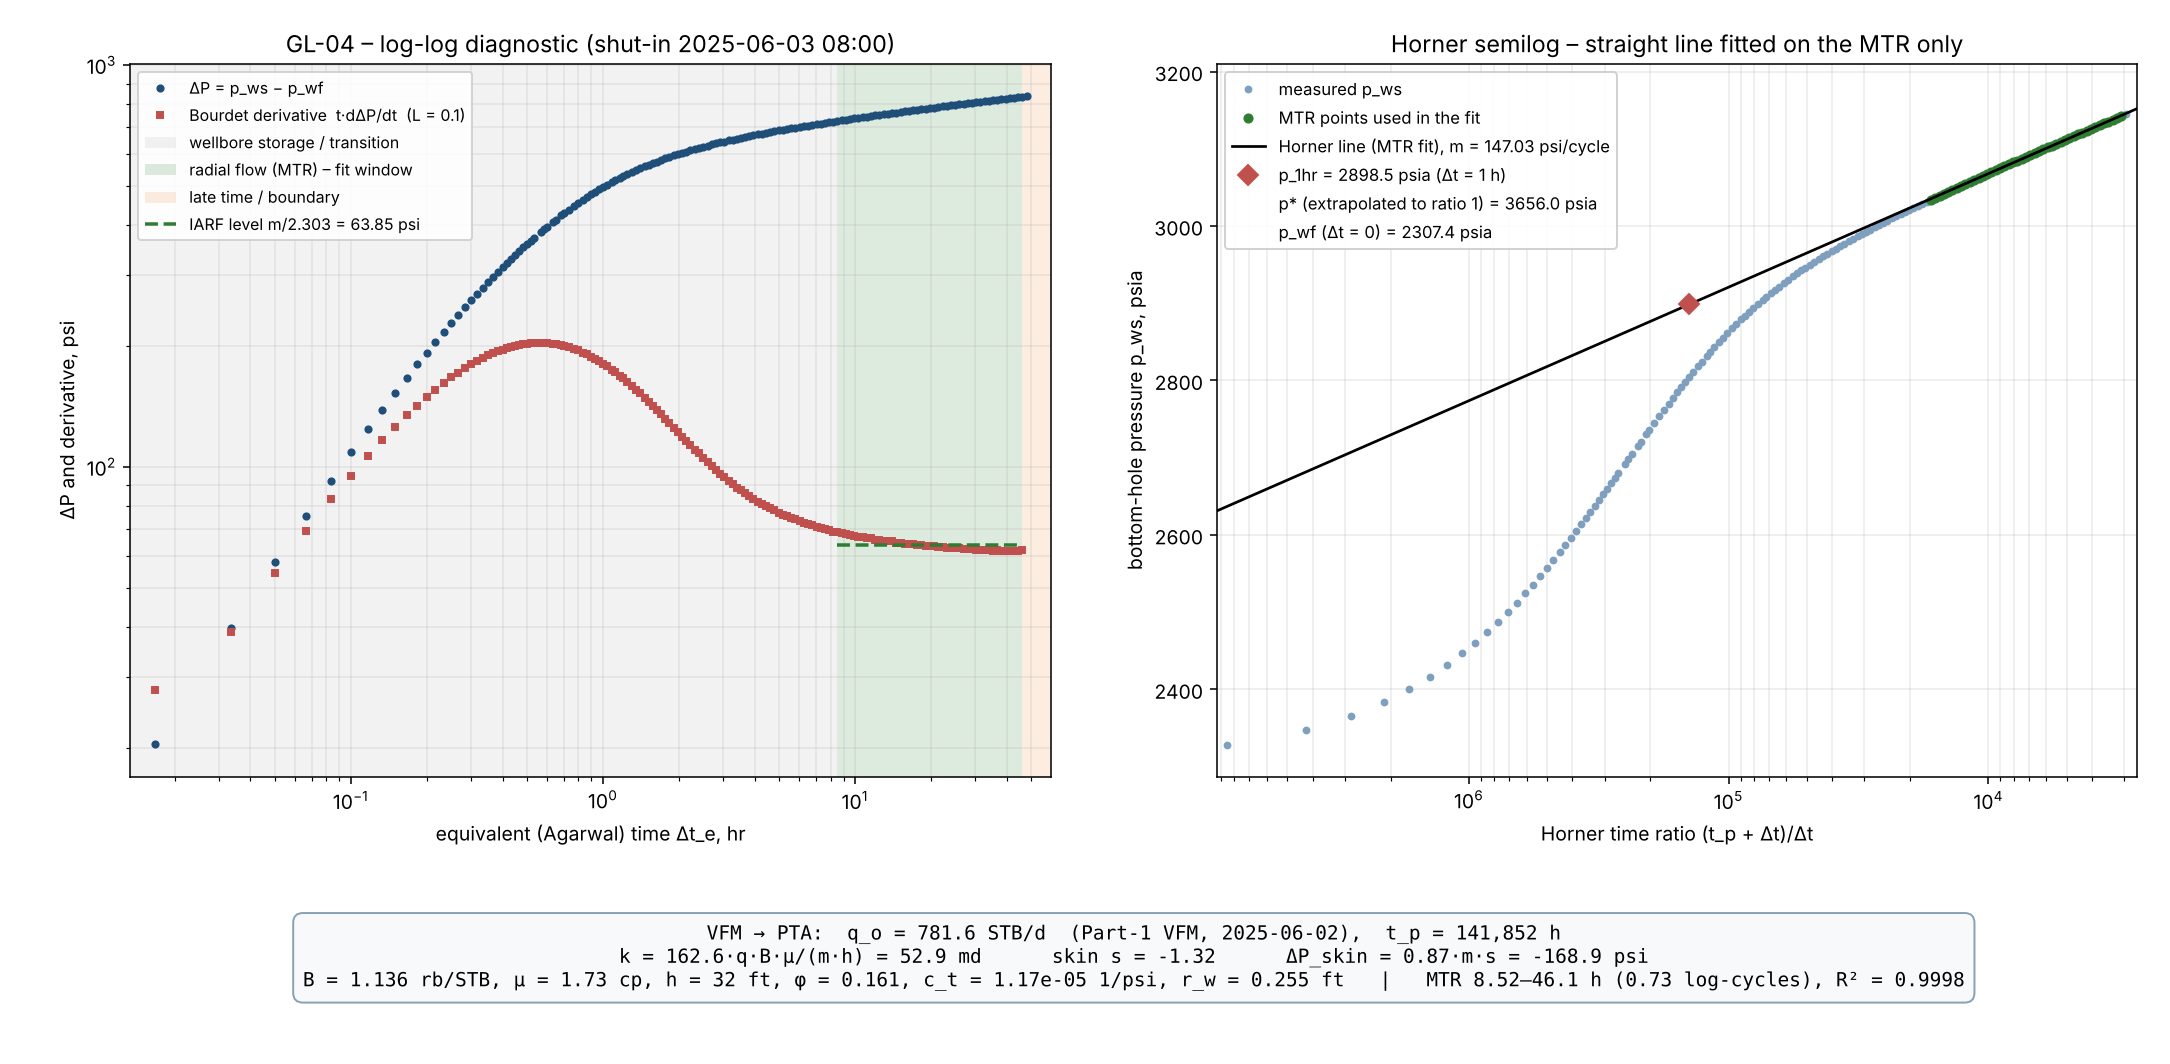 GL-04 – log-log diagnostic (shut-in 2025-06-03 08:00)
ΔP = p_ws − p_wf
Bourdet derivative t·dΔP/dt (L = 0.1)
wellbore storage / transition
radial flow (MTR) – fit window
late time / boundary
IARF level m/2.303 = 63.85 psi
ΔP and derivative, psi
10³
10²
10⁻¹
10⁰
10¹
equivalent (Agarwal) time Δt_e, hr
Horner semilog – straight line fitted on the MTR only
measured p_ws
MTR points used in the fit
Horner line (MTR fit), m = 147.03 psi/cycle
p_1hr = 2898.5 psia (Δt = 1 h)
p* (extrapolated to ratio 1) = 3656.0 psia
p_wf (Δt = 0) = 2307.4 psia
bottom-hole pressure p_ws, psia
3200
3000
2800
2600
2400
10⁶
10⁵
10⁴
Horner time ratio (t_p + Δt)/Δt
VFM → PTA: q_o = 781.6 STB/d (Part-1 VFM, 2025-06-02), t_p = 141,852 h
k = 162.6·q·B·μ/(m·h) = 52.9 md skin s = -1.32 ΔP_skin = 0.87·m·s = -168.9 psi
B = 1.136 rb/STB, μ = 1.73 cp, h = 32 ft, φ = 0.161, c_t = 1.17e-05 1/psi, r_w = 0.255 ft | MTR 8.52–46.1 h (0.73 log-cycles), R² = 0.9998